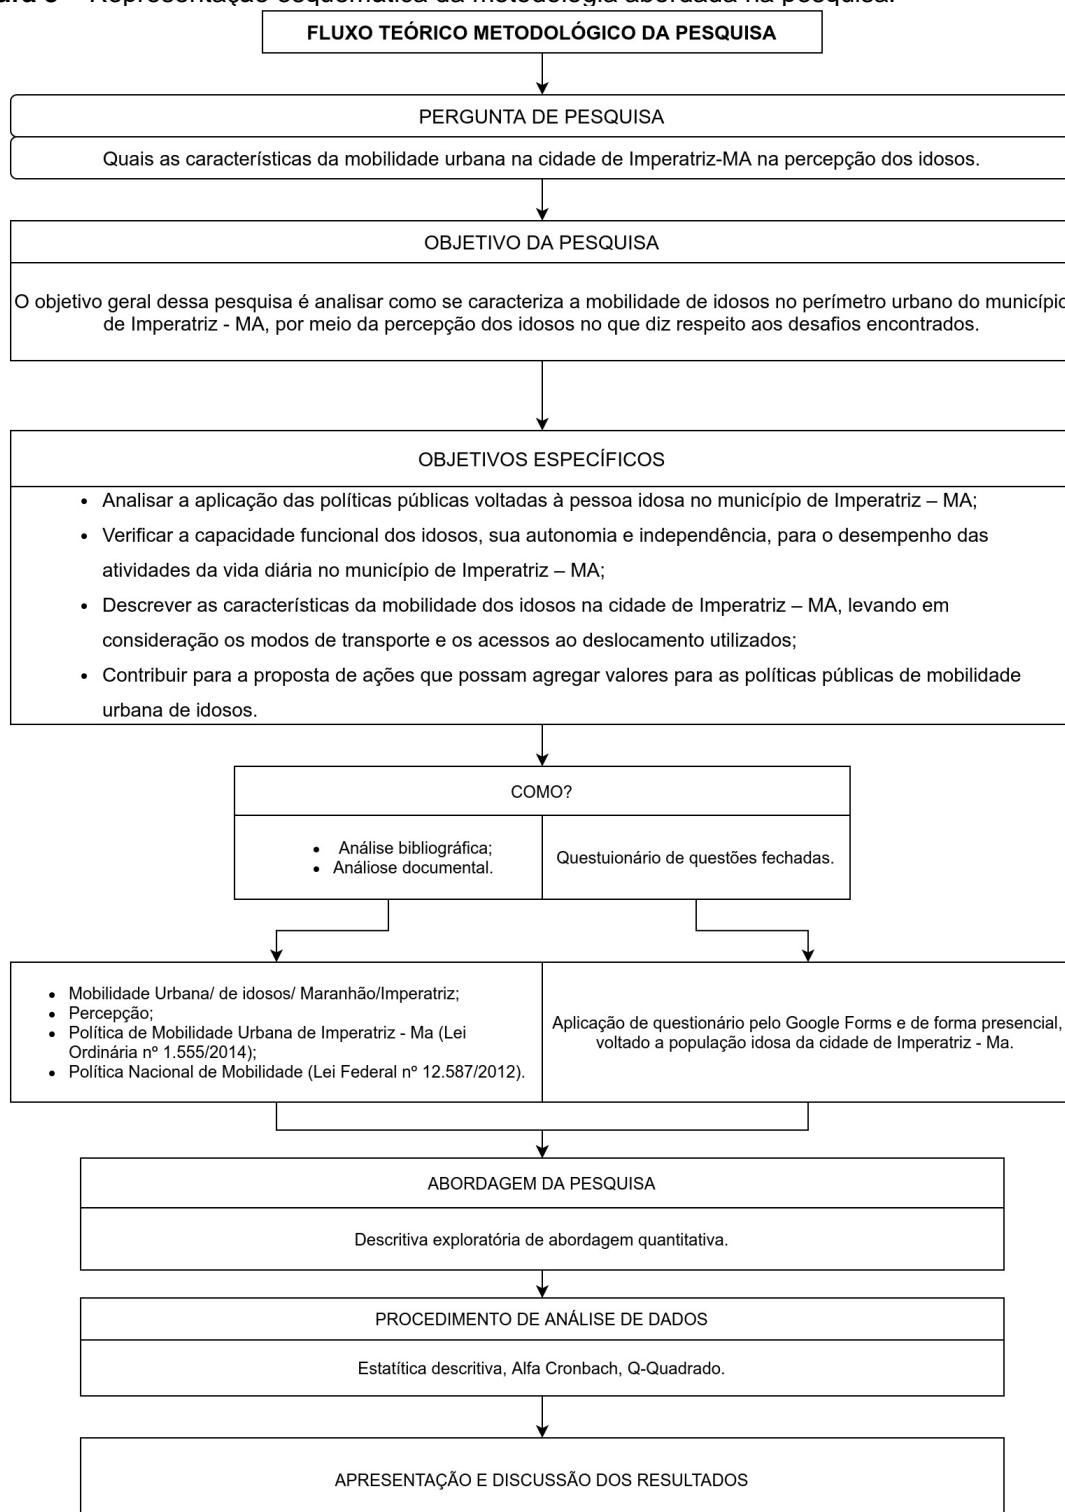 Representação esquemática da metodologia abordada na pesquisa.
FLUXO TEÓRICO METODOLÓGICO DA PESQUISA
PERGUNTA DE PESQUISA
Quais as características da mobilidade urbana na cidade de Imperatriz-MA na percepção dos idosos.
OBJETIVO DA PESQUISA
O objetivo geral dessa pesquisa é analisar como se caracteriza a mobilidade de idosos no perímetro urbano do município
de Imperatriz - MA, por meio da percepção dos idosos no que diz respeito aos desafios encontrados.
OBJETIVOS ESPECÍFICOS
• Analisar a aplicação das políticas públicas voltadas à pessoa idosa no município de Imperatriz – MA;
• Verificar a capacidade funcional dos idosos, sua autonomia e independência, para o desempenho das
atividades da vida diária no município de Imperatriz – MA;
• Descrever as características da mobilidade dos idosos na cidade de Imperatriz – MA, levando em
consideração os modos de transporte e os acessos ao deslocamento utilizados;
• Contribuir para a proposta de ações que possam agregar valores para as políticas públicas de mobilidade
urbana de idosos.
COMO?
• Análise bibliográfica;
• Análiose documental.
Questuionário de questões fechadas.
• Mobilidade Urbana/ de idosos/ Maranhão/Imperatriz;
• Percepção;
• Política de Mobilidade Urbana de Imperatriz - Ma (Lei
Ordinária nº 1.555/2014);
• Política Nacional de Mobilidade (Lei Federal nº 12.587/2012).
Aplicação de questionário pelo Google Forms e de forma presencial,
voltado a população idosa da cidade de Imperatriz - Ma.
ABORDAGEM DA PESQUISA
Descritiva exploratória de abordagem quantitativa.
PROCEDIMENTO DE ANÁLISE DE DADOS
Estatítica descritiva, Alfa Cronbach, Q-Quadrado.
APRESENTAÇÃO E DISCUSSÃO DOS RESULTADOS